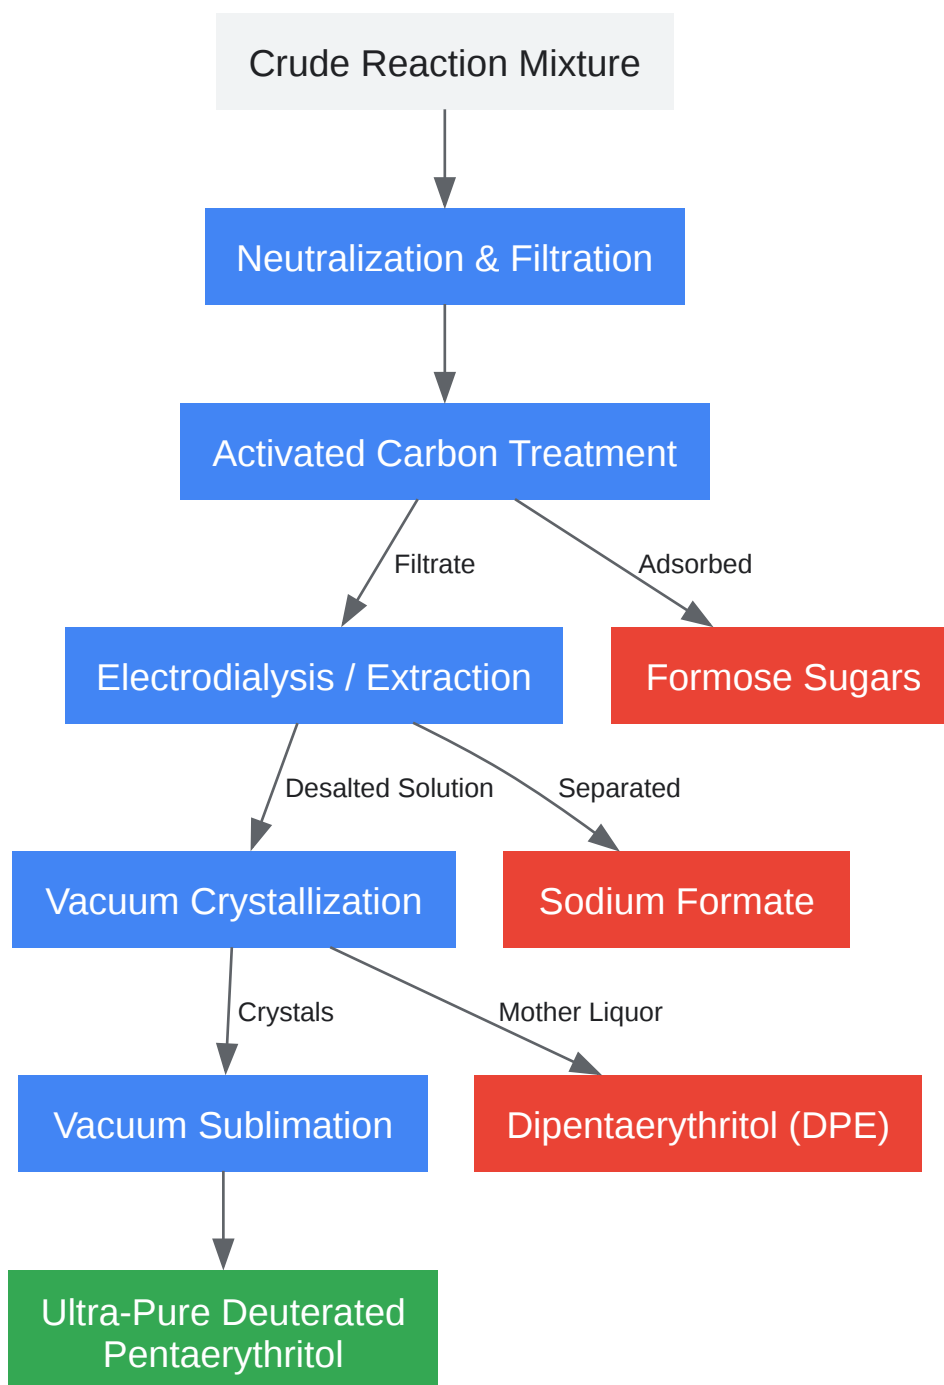 Crude Reaction Mixture
Neutralization & Filtration
Activated Carbon Treatment
Filtrate
Adsorbed
Electrodialysis / Extraction
Formose Sugars
Desalted Solution
Separated
Vacuum Crystallization
Sodium Formate
Crystals
Mother Liquor
Vacuum Sublimation
Dipentaerythritol (DPE)
Ultra-Pure Deuterated
Pentaerythritol